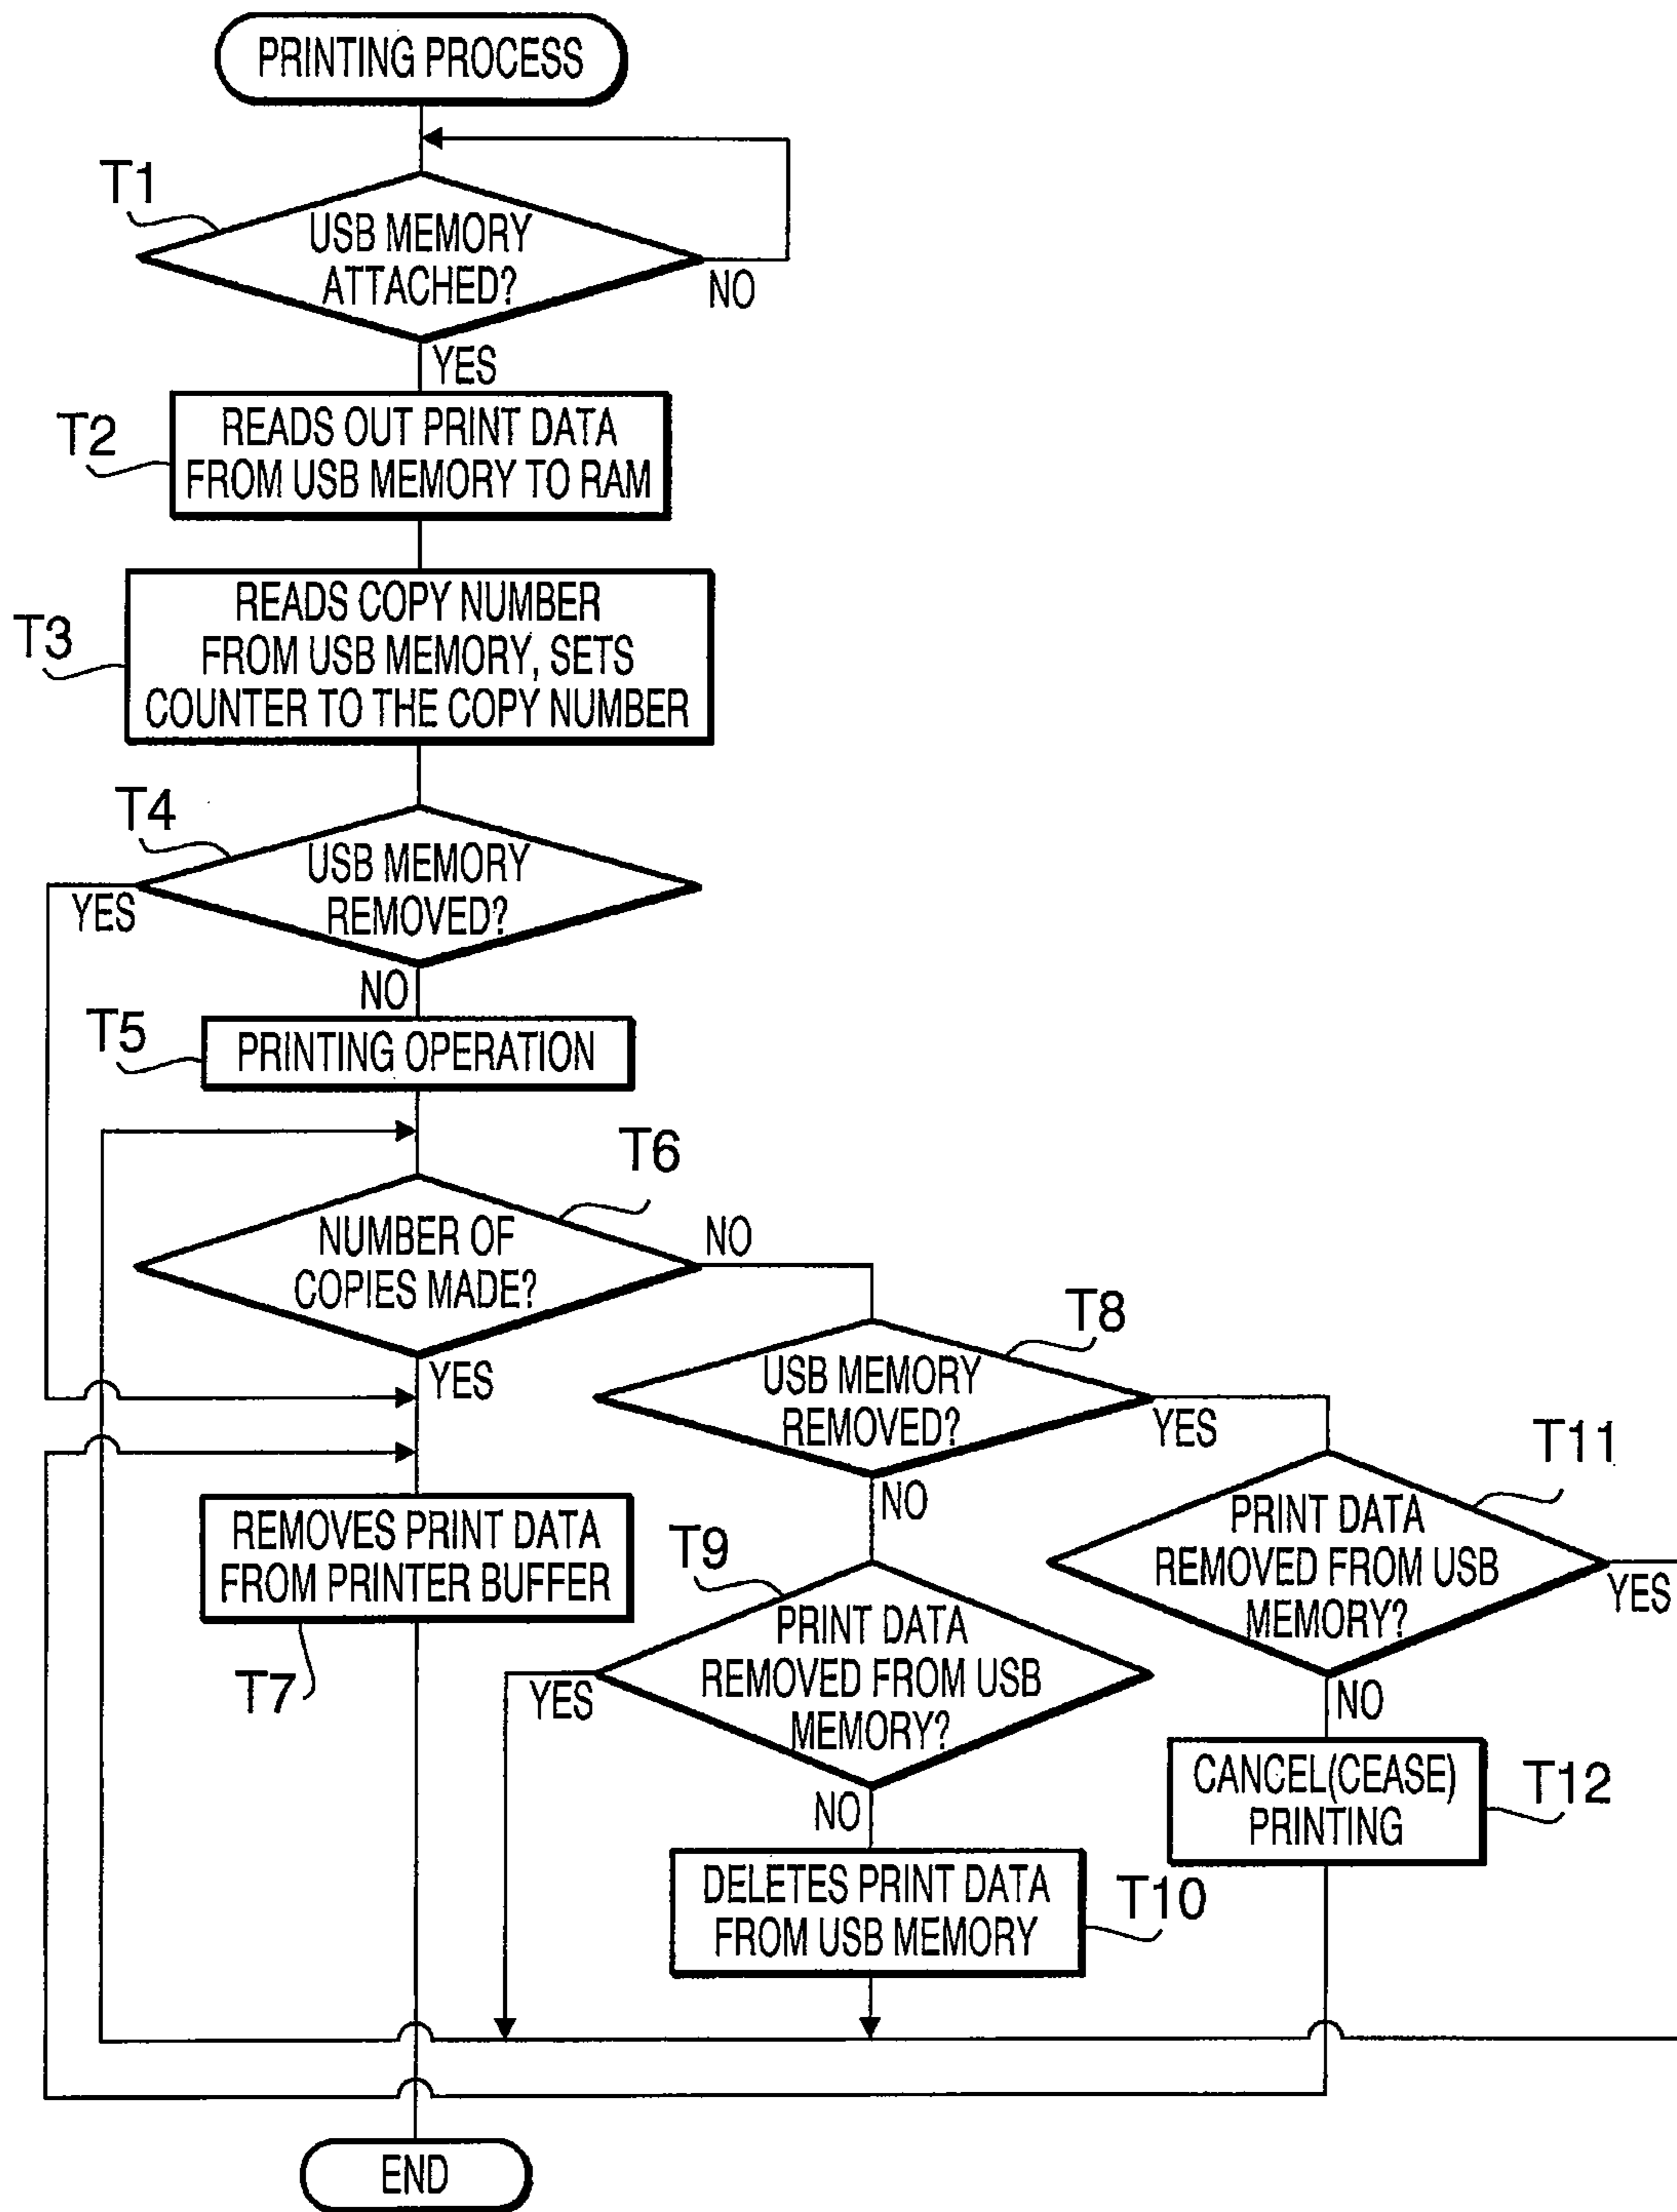 PRINTING PROCESS
T1
USB MEMORY
ATTACHED?
NO
YES
T2
READS OUT PRINT DATA
FROM USB MEMORY TO RAM
T3
READS COPY NUMBER
FROM USB MEMORY, SETS
COUNTER TO THE COPY NUMBER
T4
USB MEMORY
REMOVED?
YES
NO
T5
PRINTING OPERATION
T6
NUMBER OF
COPIES MADE?
NO
YES
T8
USB MEMORY
REMOVED?
YES
NO
T7
REMOVES PRINT DATA
FROM PRINTER BUFFER
T9
PRINT DATA
REMOVED FROM USB
MEMORY?
YES
NO
T11
PRINT DATA
REMOVED FROM USB
MEMORY?
YES
NO
T10
DELETES PRINT DATA
FROM USB MEMORY
T12
CANCEL(CEASE)
PRINTING
END